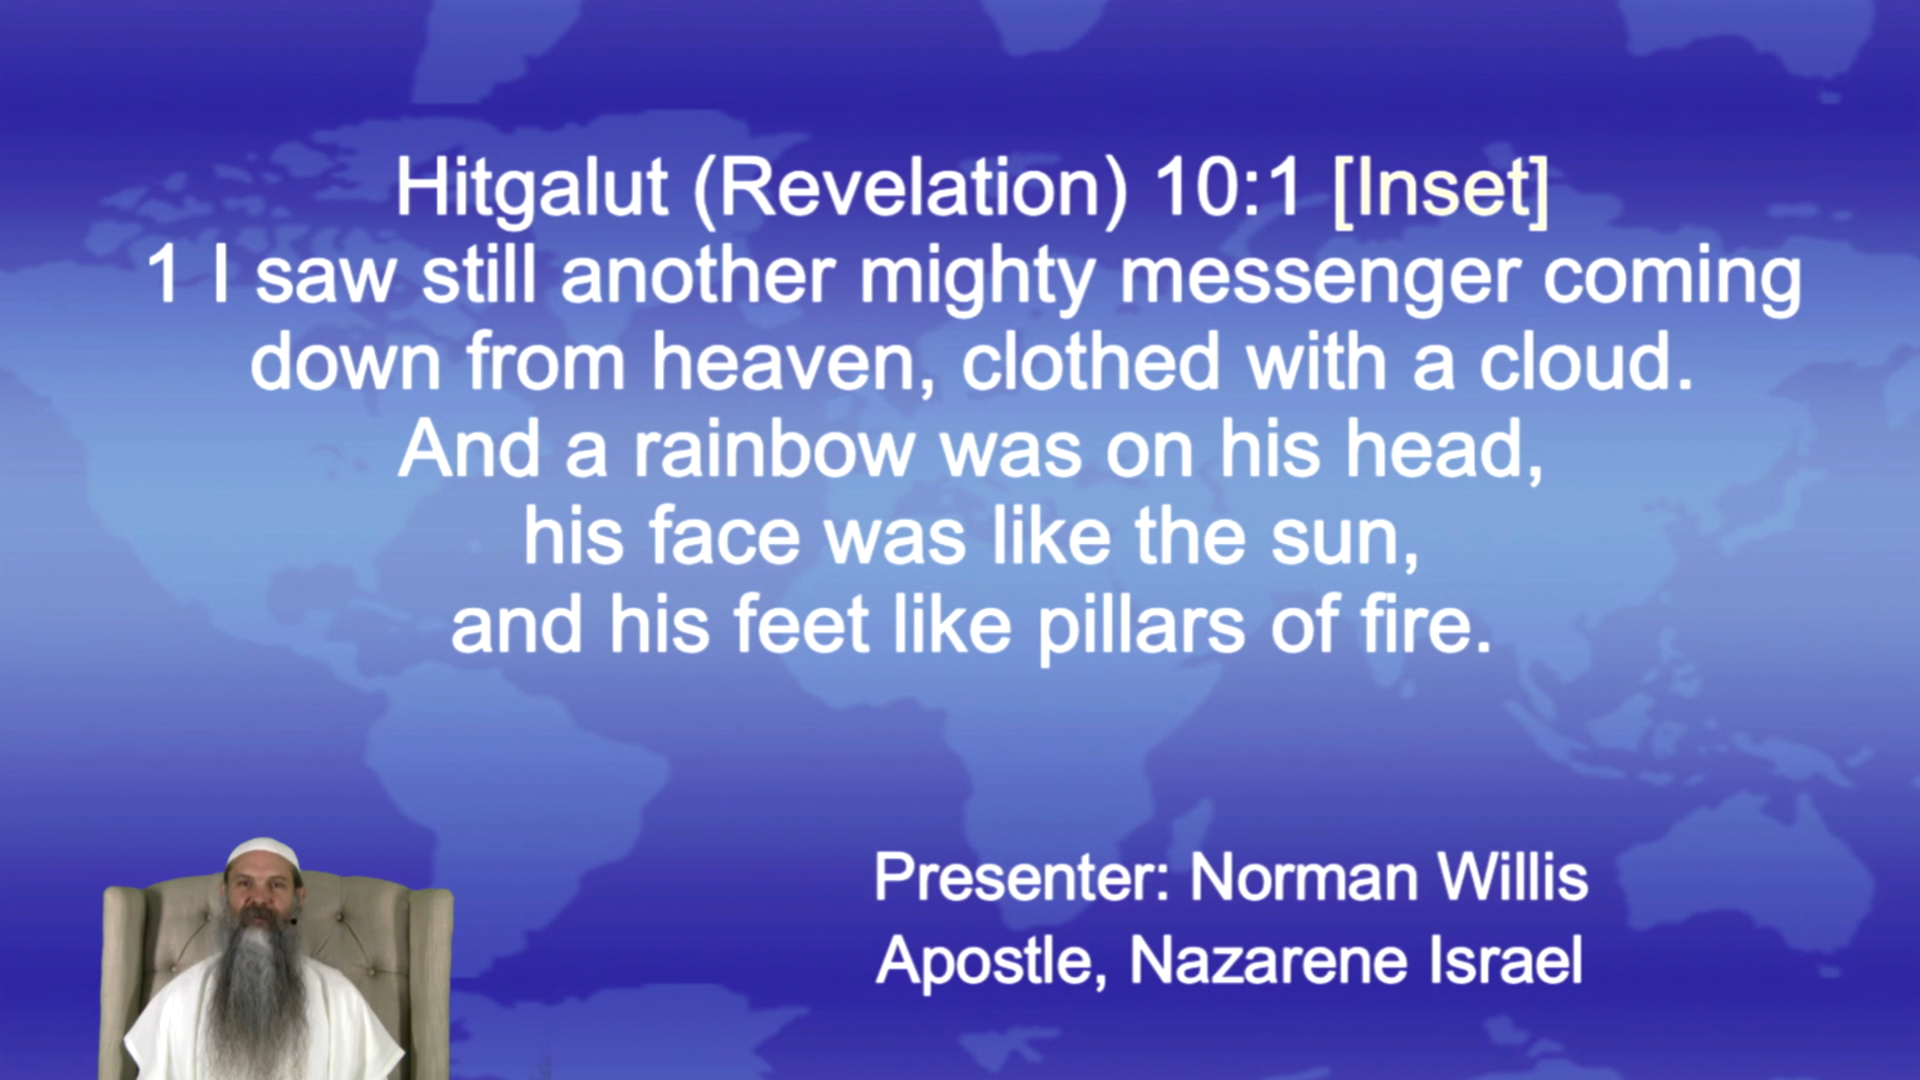 Hitgalut (Revelation) 10:1 [Inset]
1 I saw still another mighty messenger coming
down from heaven, clothed with a cloud.
And a rainbow was on his head,
his face was like the sun,
and his feet like pillars of fire.
Presenter: Norman Willis
Apostle, Nazarene Israel